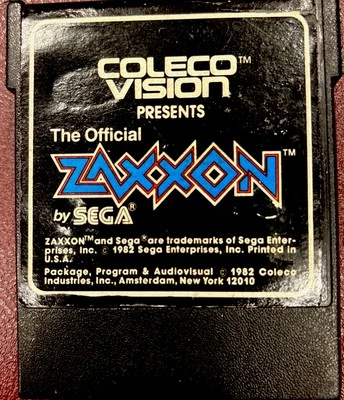 COLECO™
VISION
PRESENTS
The Official
ZAXXON™
by SEGA®
ZAXXON™ and Sega® are trademarks of Sega Enter-
prises, Inc. © 1982 Sega Enterprises, Inc. Printed in
U.S.A.
Package, Program & Audiovisual © 1982 Coleco
Industries, Inc., Amsterdam, New York 12010